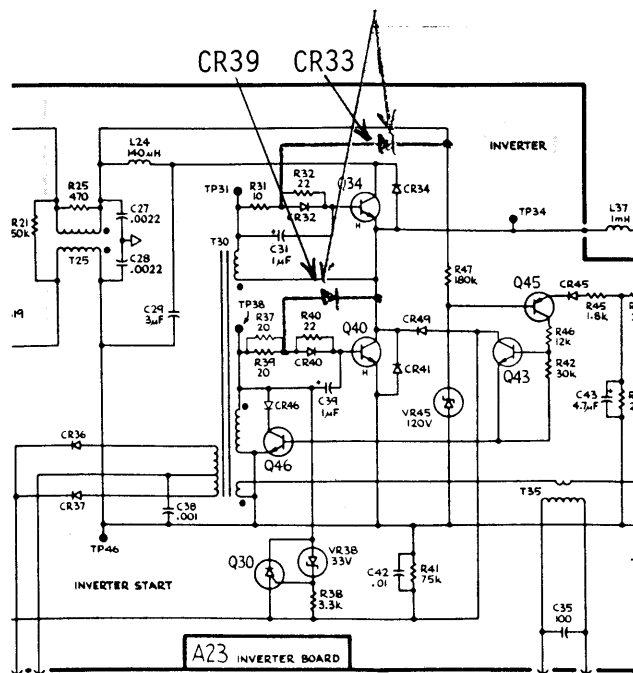 CR39 CR33
INVERTER
L24
140μH
R32
22
Q34
R25
470
TP31
R31
10
CR32
CR34
C27
.0022
TP34
L37
1mH
R21
50K
T30
C31
1μF
H
T25
C28
.0022
R47
180K
Q45
CR45
TP38
R45
1.8K
C29
3μF
R37
20
R40
22
Q40
CR49
R46
12K
R39
20
CR40
H
CR41
Q43
R42
30K
C39
1μF
C43
4.7μF
CR46
VR45
120V
CR36
Q46
T35
CR37
C38
.001
TP46
Q30
VR38
33V
C42
.01
R41
75K
INVERTER START
R38
3.3K
C35
100
A23 INVERTER BOARD